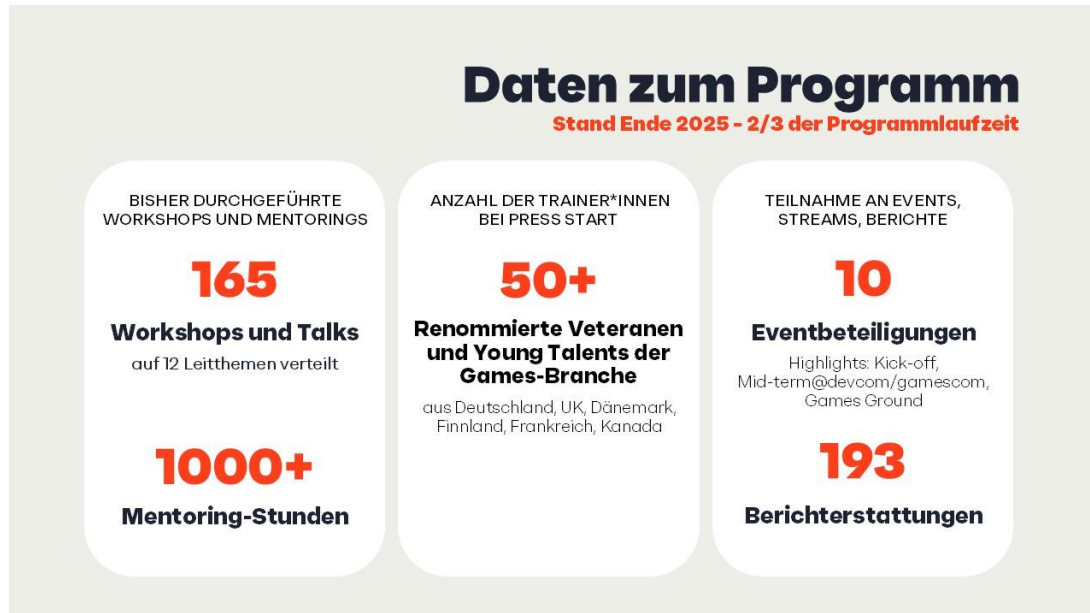 Daten zum Programm
Stand Ende 2025 - 2/3 der Programmlaufzeit
BISHER DURCHGEFÜHRTE
WORKSHOPS UND MENTORINGS
165
Workshops und Talks
auf 12 Leitthemen verteilt
1000+
Mentoring-Stunden
ANZAHL DER TRAINER*INNEN
BEI PRESS START
50+
Renommierte Veteranen
und Young Talents der
Games-Branche
aus Deutschland, UK, Dänemark,
Finnland, Frankreich, Kanada
TEILNAHME AN EVENTS,
STREAMS, BERICHTE
10
Eventbeteiligungen
Highlights: Kick-off,
Mid-term@devcom/gamescom,
Games Ground
193
Berichterstattungen